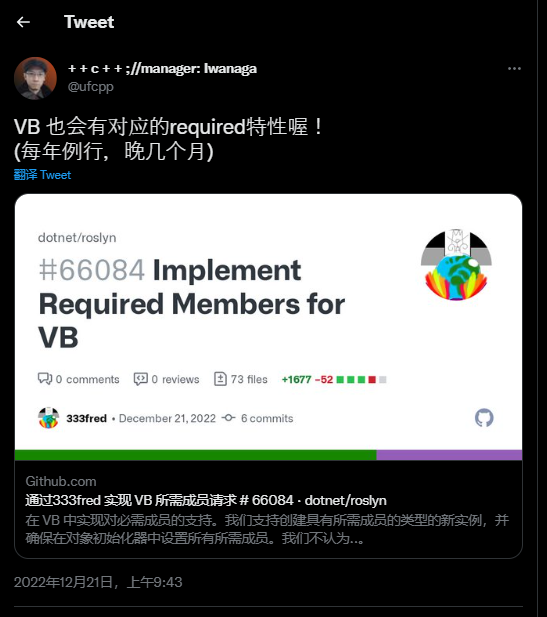 Tweet
++c++;//manager: Iwanaga
@ufcpp
VB 也会有对应的required特性喔！
(每年例行，晚几个月)
翻译 Tweet
dotnet/roslyn
#66084 Implement
Required Members for
VB
0 comments 0 reviews 73 files +1677 −52
333fred • December 21, 2022 6 commits
Github.com
通过333fred 实现 VB 所需成员请求 # 66084 · dotnet/roslyn
在 VB 中实现对必需成员的支持。我们支持创建具有所需成员的类型的新实例，并
确保在对象初始化器中设置所有所需成员。我们不认为..。
2022年12月21日，上午9:43